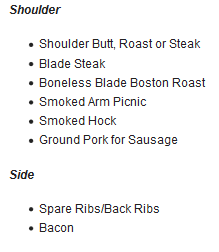 Shoulder
Shoulder Butt, Roast or Steak
Blade Steak
Boneless Blade Boston Roast
Smoked Arm Picnic
Smoked Hock
Ground Pork for Sausage
Side
Spare Ribs/Back Ribs
Bacon